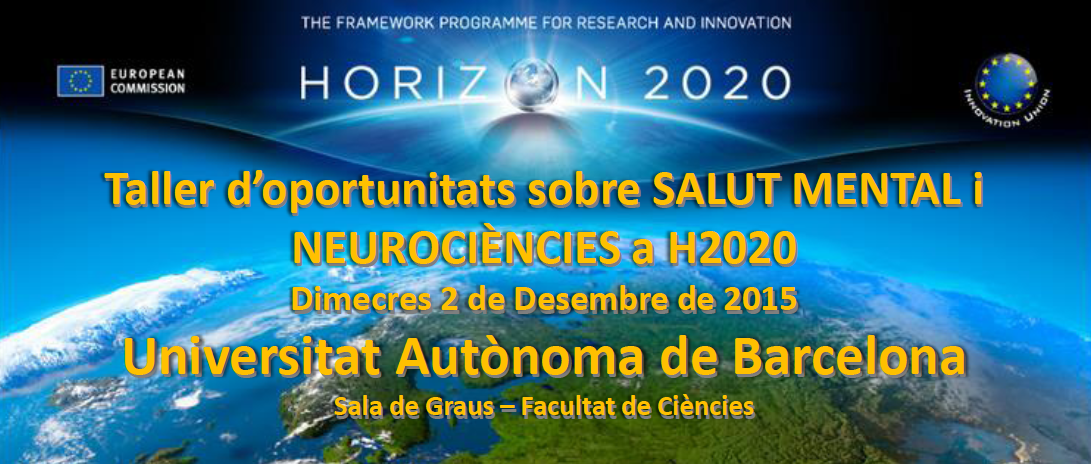 THE FRAMEWORK PROGRAMME FOR RESEARCH AND INNOVATION
EUROPEAN
COMMISSION
HORIZON 2020
INNOVATION UNION
Taller d’oportunitats sobre SALUT MENTAL i
NEUROCIÈNCIES a H2020
Dimecres 2 de Desembre de 2015
Universitat Autònoma de Barcelona
Sala de Graus – Facultat de Ciències